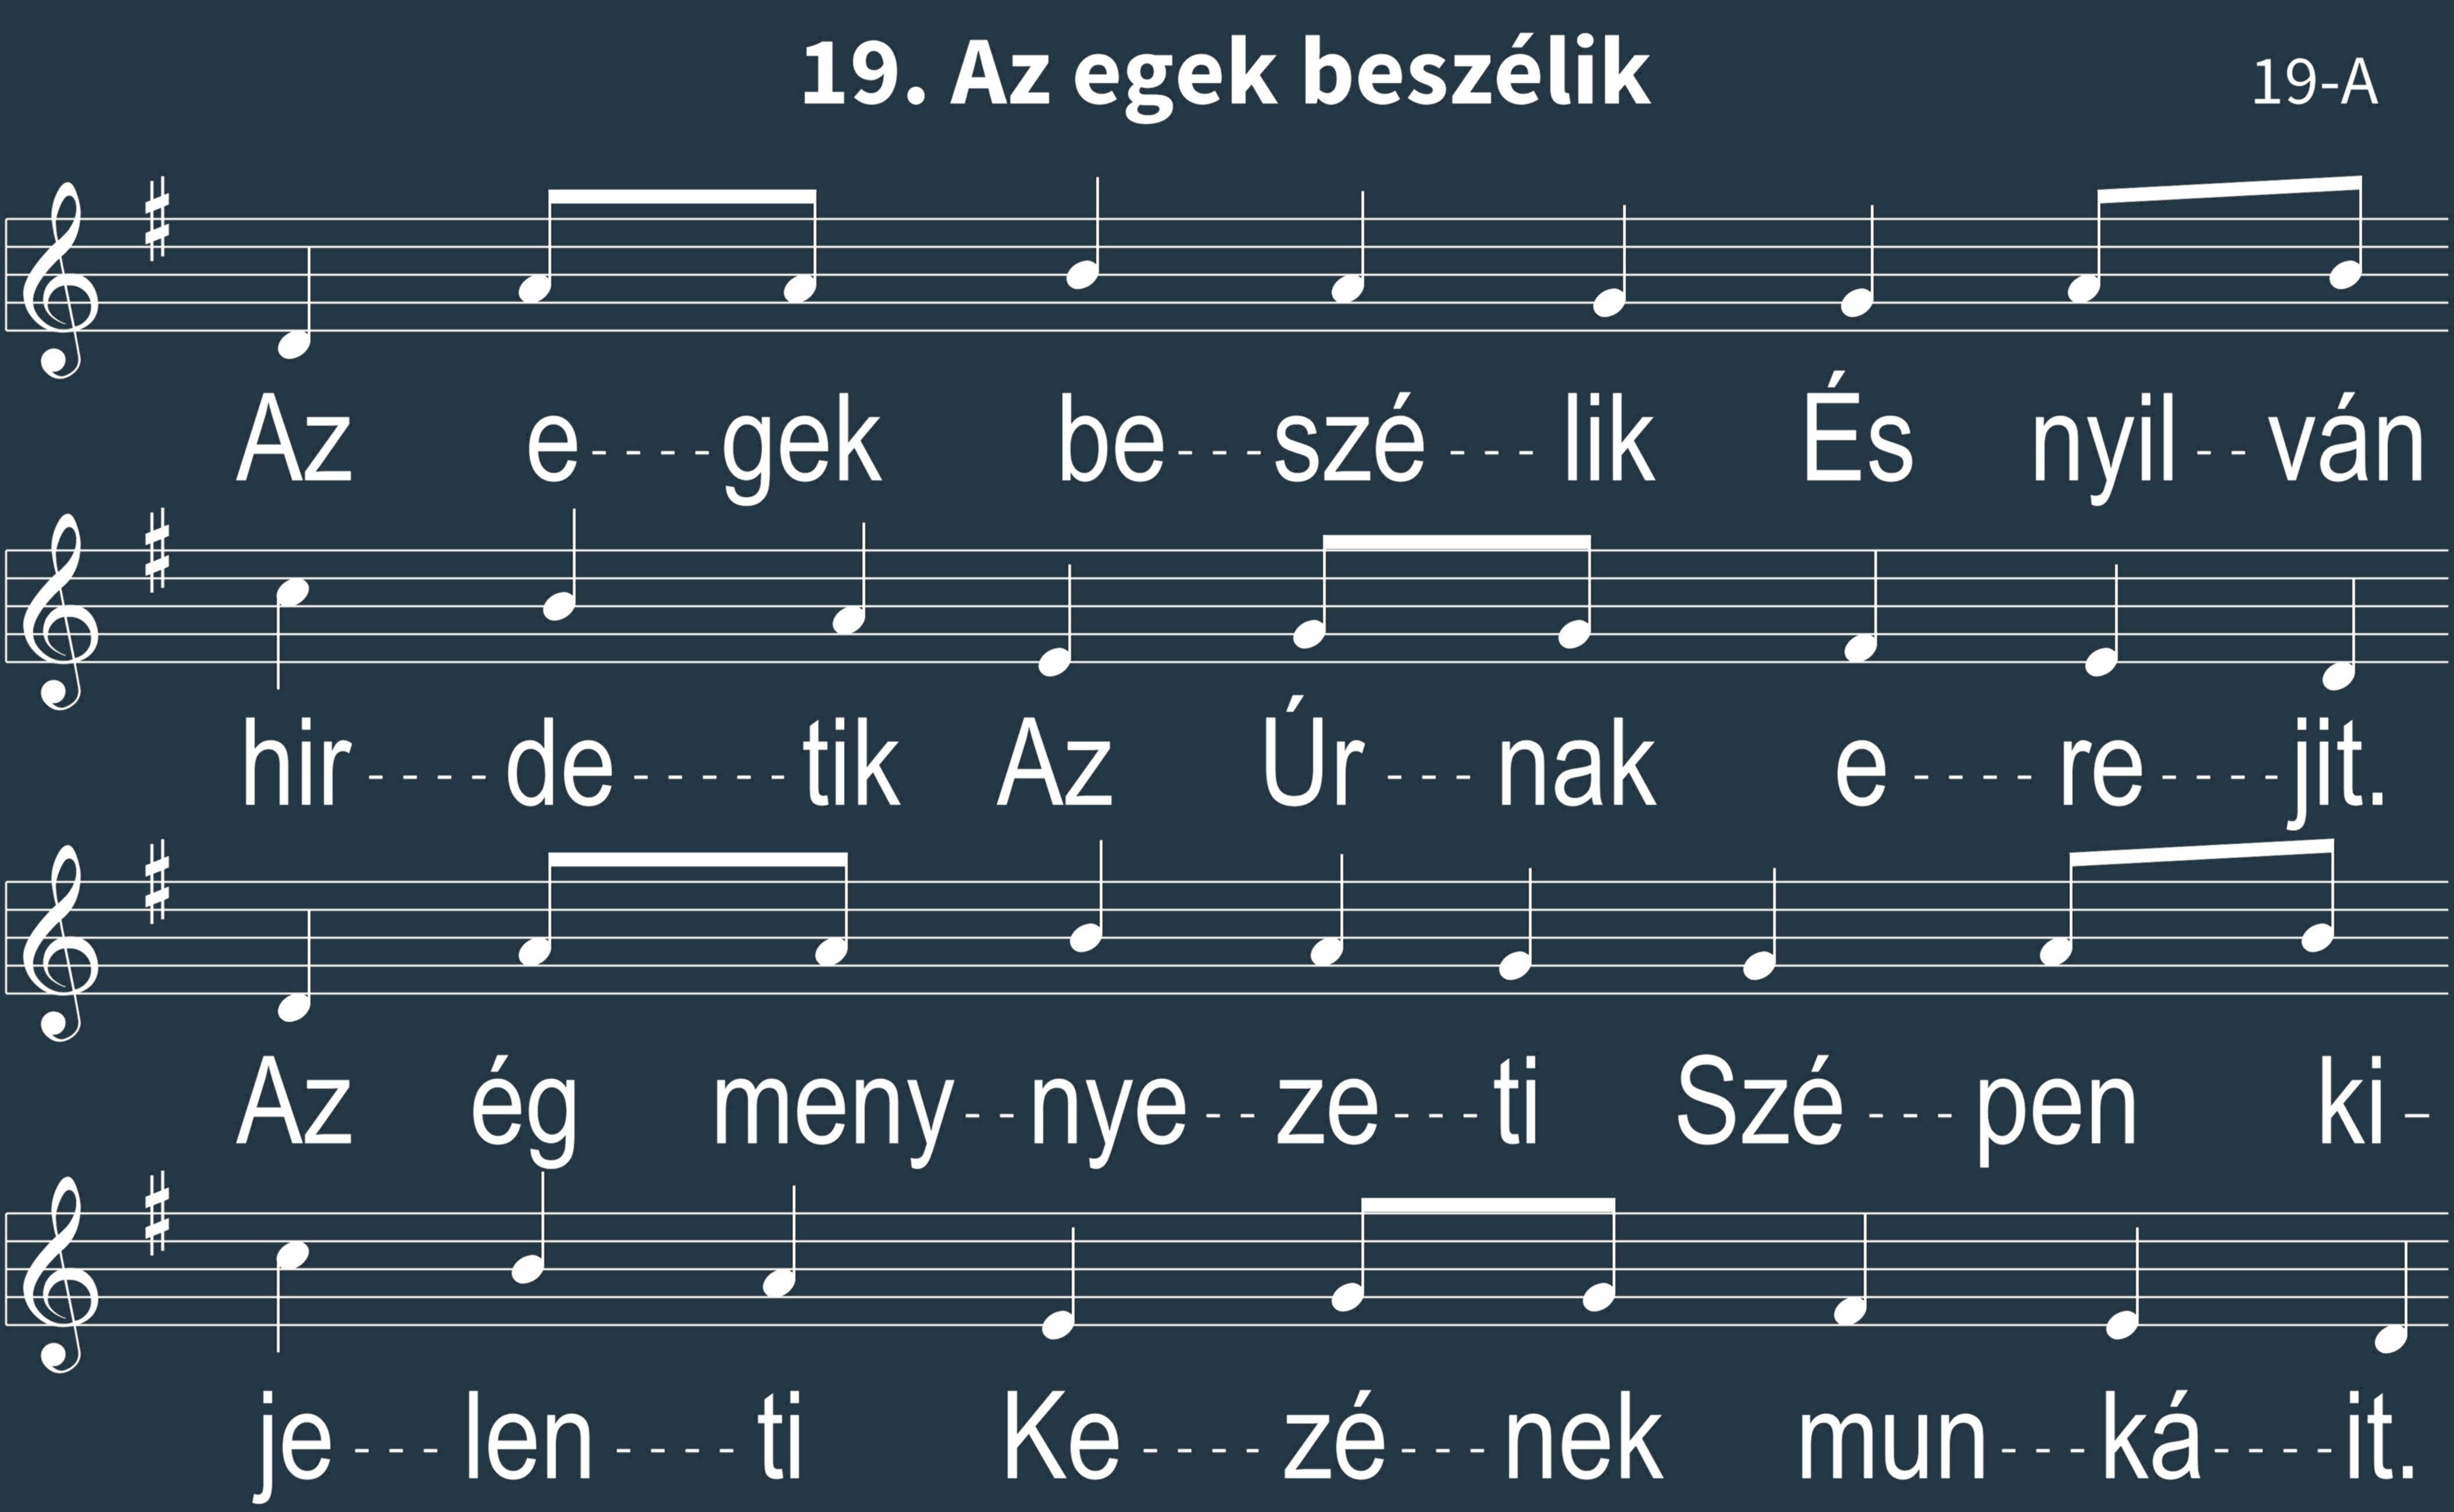 19. Az egek beszélik
19-A
Az e----gek be---szé---lik És nyil--ván
hir----de-----tik Az Úr---nak e----re----jit.
Az ég meny--nye--ze---ti Szé---pen ki-
je---len----ti Ke----zé---nek mun---ká----it.